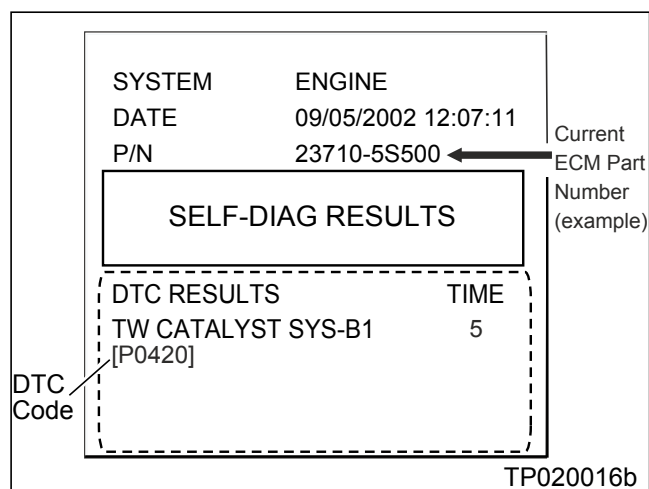 SYSTEM ENGINE
DATE 09/05/2002 12:07:11
P/N 23710-5S500
Current
ECM Part
Number
(example)
SELF-DIAG RESULTS
DTC RESULTS TIME
TW CATALYST SYS-B1 5
[P0420]
DTC
Code
TP020016b